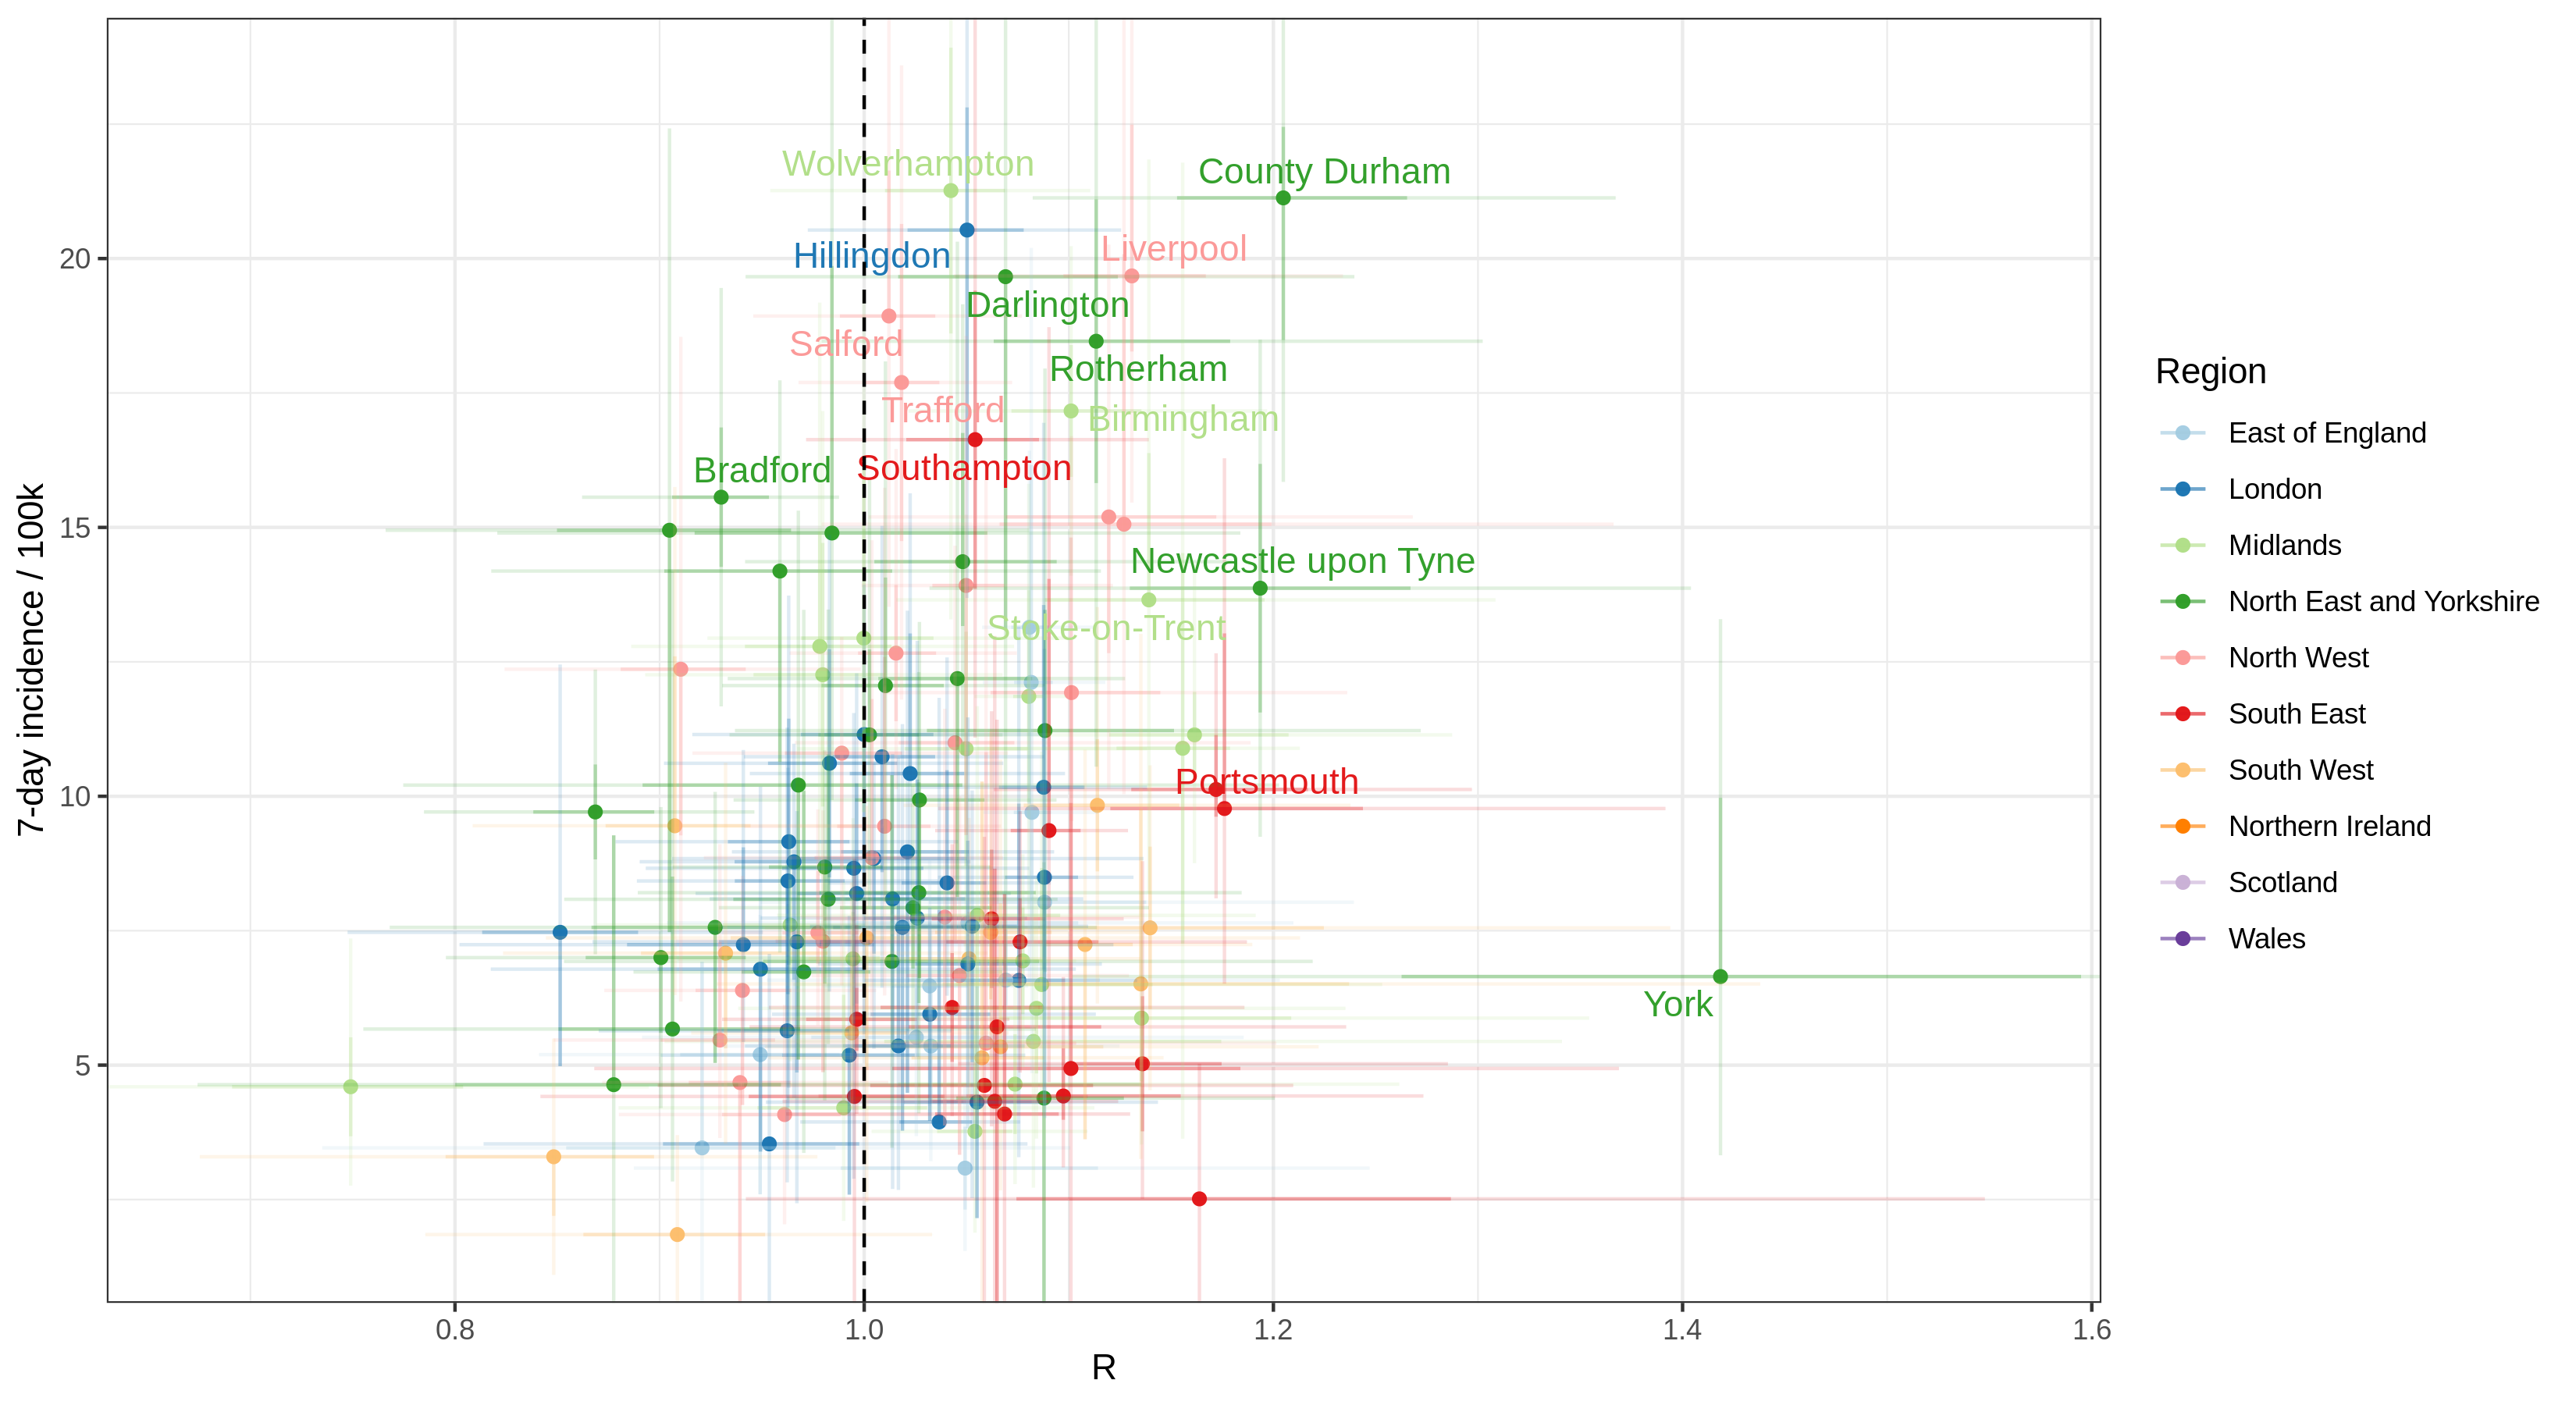 Wolverhampton
County Durham
Hillingdon
Liverpool
Darlington
Salford
Rotherham
Trafford
Birmingham
Bradford
Southampton
Newcastle upon Tyne
Stoke-on-Trent
Portsmouth
York
20
15
10
5
7-day incidence / 100k
0.8
1.0
1.2
1.4
1.6
R
Region
East of England
London
Midlands
North East and Yorkshire
North West
South East
South West
Northern Ireland
Scotland
Wales